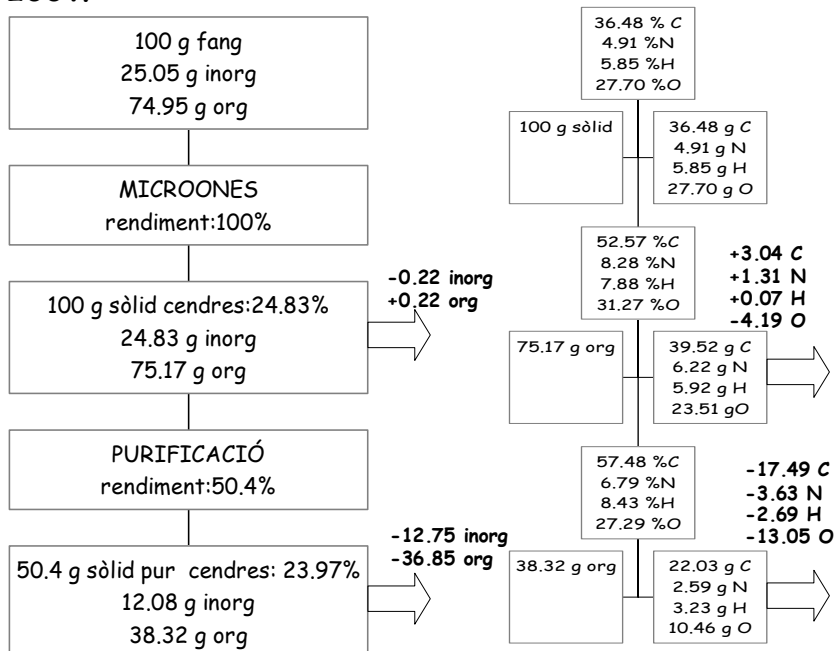 100 g fang
25.05 g inorg
74.95 g org
MICROONES
rendiment:100%
100 g sòlid cendres:24.83%
24.83 g inorg
75.17 g org
-0.22 inorg
+0.22 org
PURIFICACIÓ
rendiment:50.4%
50.4 g sòlid pur cendres: 23.97%
12.08 g inorg
38.32 g org
-12.75 inorg
-36.85 org
36.48 % C
4.91 %N
5.85 %H
27.70 %O
100 g sòlid
36.48 g C
4.91 g N
5.85 g H
27.70 g O
52.57 %C
8.28 %N
7.88 %H
31.27 %O
+3.04 C
+1.31 N
+0.07 H
-4.19 O
75.17 g org
39.52 g C
6.22 g N
5.92 g H
23.51 gO
57.48 %C
6.79 %N
8.43 %H
27.29 %O
-17.49 C
-3.63 N
-2.69 H
-13.05 O
38.32 g org
22.03 g C
2.59 g N
3.23 g H
10.46 g O